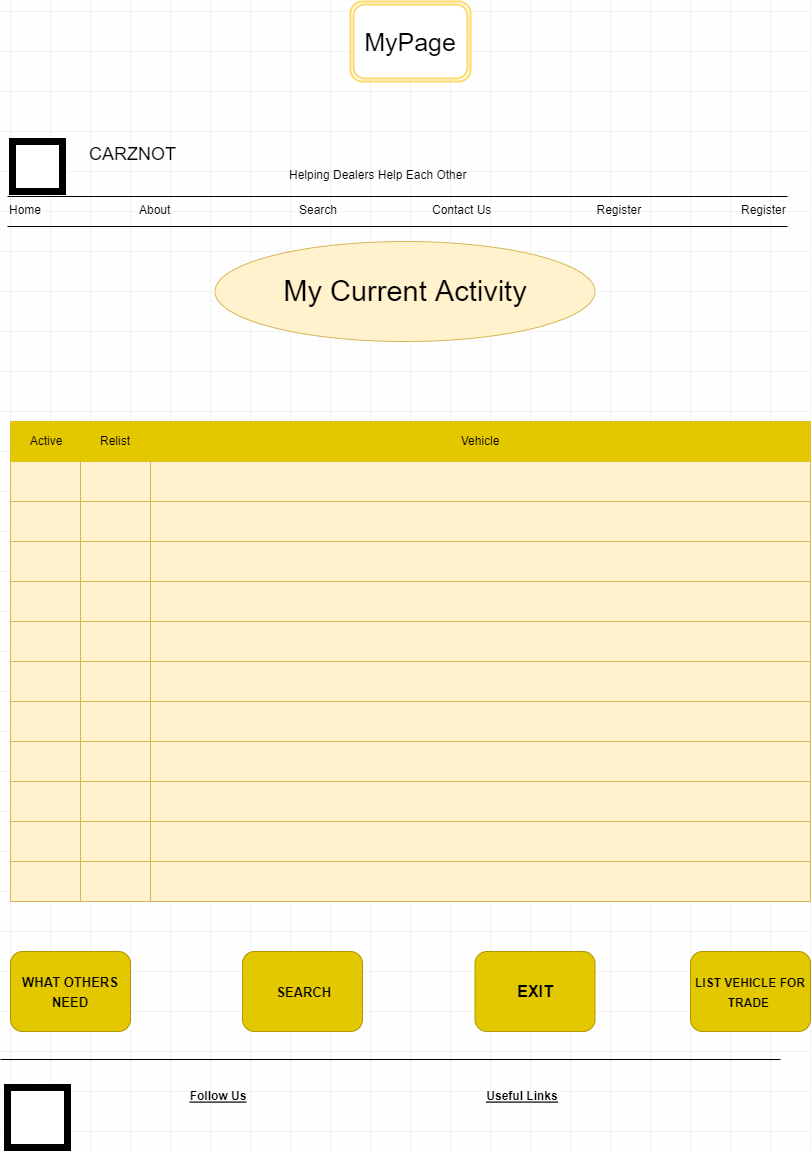 MyPage
CARZNOT
Helping Dealers Help Each Other
Home About Search Contact Us Register Register
My Current Activity
Active Relist Vehicle
WHAT OTHERS
NEED
SEARCH
EXIT
LIST VEHICLE FOR
TRADE
Follow Us Useful Links